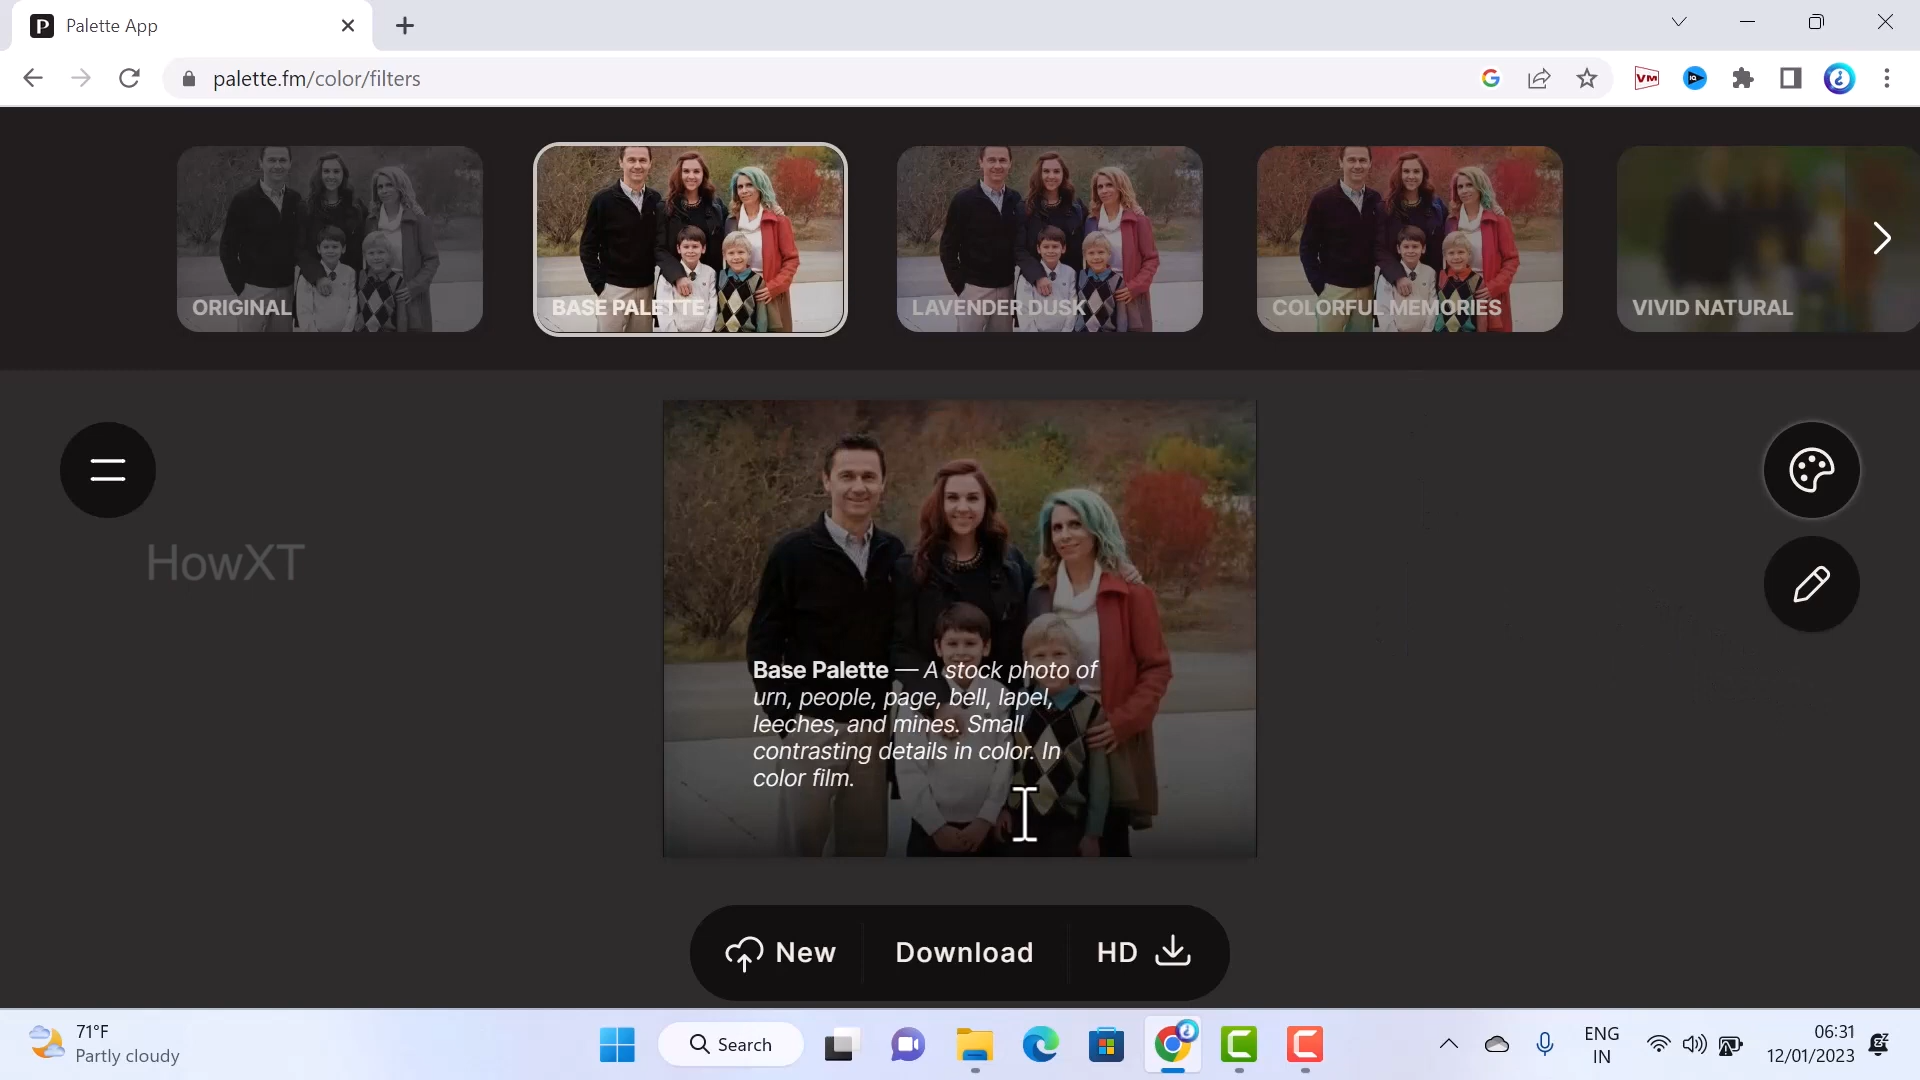 Palette App
palette.fm/color/filters
VM
ORIGINAL
BASE PALETTE
LAVENDER DUSK
COLORFUL MEMORIES
VIVID NATURAL
HowXT
Base Palette — A stock photo of
urn, people, page, bell, lapel,
leeches, and mines. Small
contrasting details in color. In
color film.
New
Download
HD
71°F
Partly cloudy
Search
ENG
IN
06:31
12/01/2023